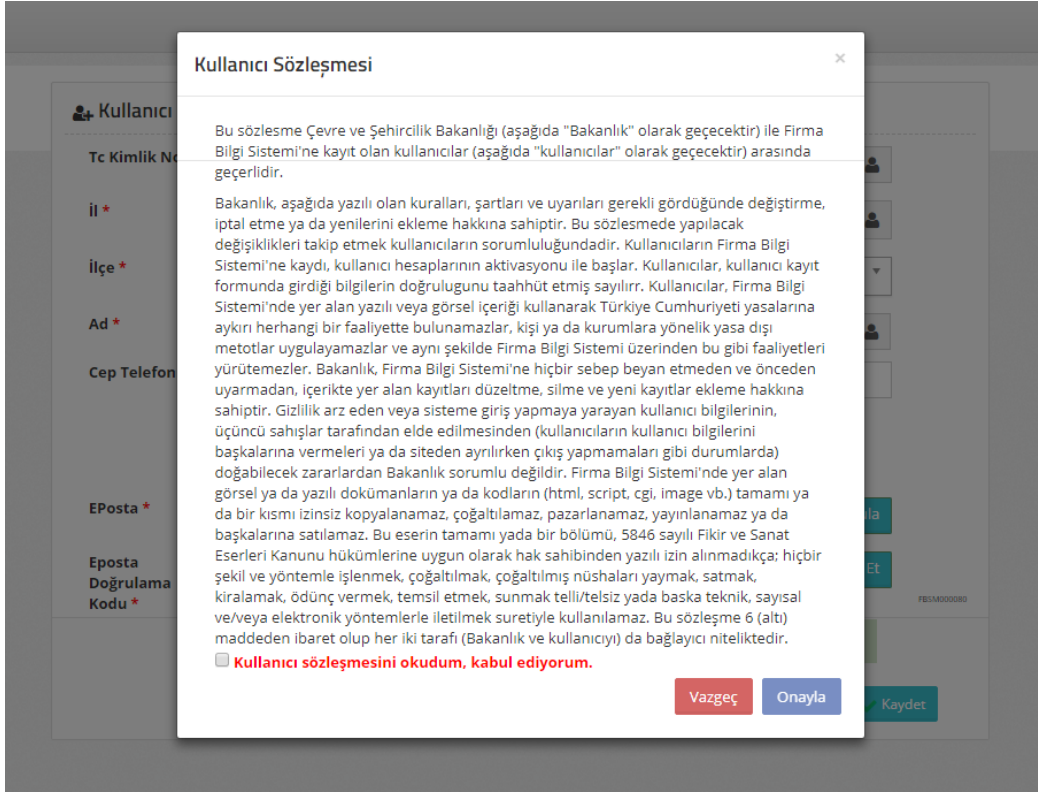 Kullanıcı Sözleşmesi
×
Bu sözlesme Çevre ve Şehircilik Bakanlığı (aşağıda "Bakanlık" olarak geçecektir) ile Firma
Bilgi Sistemi'ne kayıt olan kullanıcılar (aşağıda "kullanıcılar" olarak geçecektir) arasında
geçerlidir.
Bakanlık, aşağıda yazılı olan kuralları, şartları ve uyarıları gerekli gördüğünde değiştirme,
iptal etme ya da yenilerini ekleme hakkına sahiptir. Bu sözlesmede yapılacak
değişiklikleri takip etmek kullanıcıların sorumluluğundadir. Kullanıcıların Firma Bilgi
Sistemi'ne kaydı, kullanıcı hesaplarının aktivasyonu ile başlar. Kullanıcılar, kullanıcı kayıt
formunda girdiği bilgilerin doğrulugunu taahhüt etmiş sayılırr. Kullanıcılar, Firma Bilgi
Sistemi'nde yer alan yazılı veya görsel içeriği kullanarak Türkiye Cumhuriyeti yasalarına
aykırı herhangi bir faaliyette bulunamazlar, kişi ya da kurumlara yönelik yasa dışı
metotlar uygulayamazlar ve aynı şekilde Firma Bilgi Sistemi üzerinden bu gibi faaliyetleri
yürütemezler. Bakanlık, Firma Bilgi Sistemi'ne hiçbir sebep beyan etmeden ve önceden
uyarmadan, içerikte yer alan kayıtları düzeltme, silme ve yeni kayıtlar ekleme hakkına
sahiptir. Gizlilik arz eden veya sisteme giriş yapmaya yarayan kullanıcı bilgilerinin,
üçüncü sahışlar tarafından elde edilmesinden (kullanıcıların kullanıcı bilgilerini
başkalarına vermeleri ya da siteden ayrılırken çıkış yapmamaları gibi durumlarda)
doğabilecek zararlardan Bakanlık sorumlu değildir. Firma Bilgi Sistemi'nde yer alan
görsel ya da yazılı dokümanların ya da kodların (html, script, cgi, image vb.) tamamı ya
da bir kısmı izinsiz kopyalanamaz, çoğaltılamaz, pazarlanamaz, yayınlanamaz ya da
başkalarına satılamaz. Bu eserin tamamı yada bir bölümü, 5846 sayılı Fikir ve Sanat
Eserleri Kanunu hükümlerine uygun olarak hak sahibinden yazılı izin alınmadıkça; hiçbir
şekil ve yöntemle işlenmek, çoğaltılmak, çoğaltılmış nüshaları yaymak, satmak,
kiralamak, ödünç vermek, temsil etmek, sunmak telli/telsiz yada baska teknik, sayısal
ve/veya elektronik yöntemlerle iletilmek suretiyle kullanılamaz. Bu sözleşme 6 (altı)
maddeden ibaret olup her iki tarafı (Bakanlık ve kullanıcıyı) da bağlayıcı niteliktedir.
Kullanıcı sözleşmesini okudum, kabul ediyorum.
Vazgeç Onayla
Kullanıcı
Tc Kimlik No
İl *
İlçe *
Ad *
Cep Telefon
EPosta *
ula
Eposta
Doğrulama
Kodu *
Et
FBSM000080
Kaydet